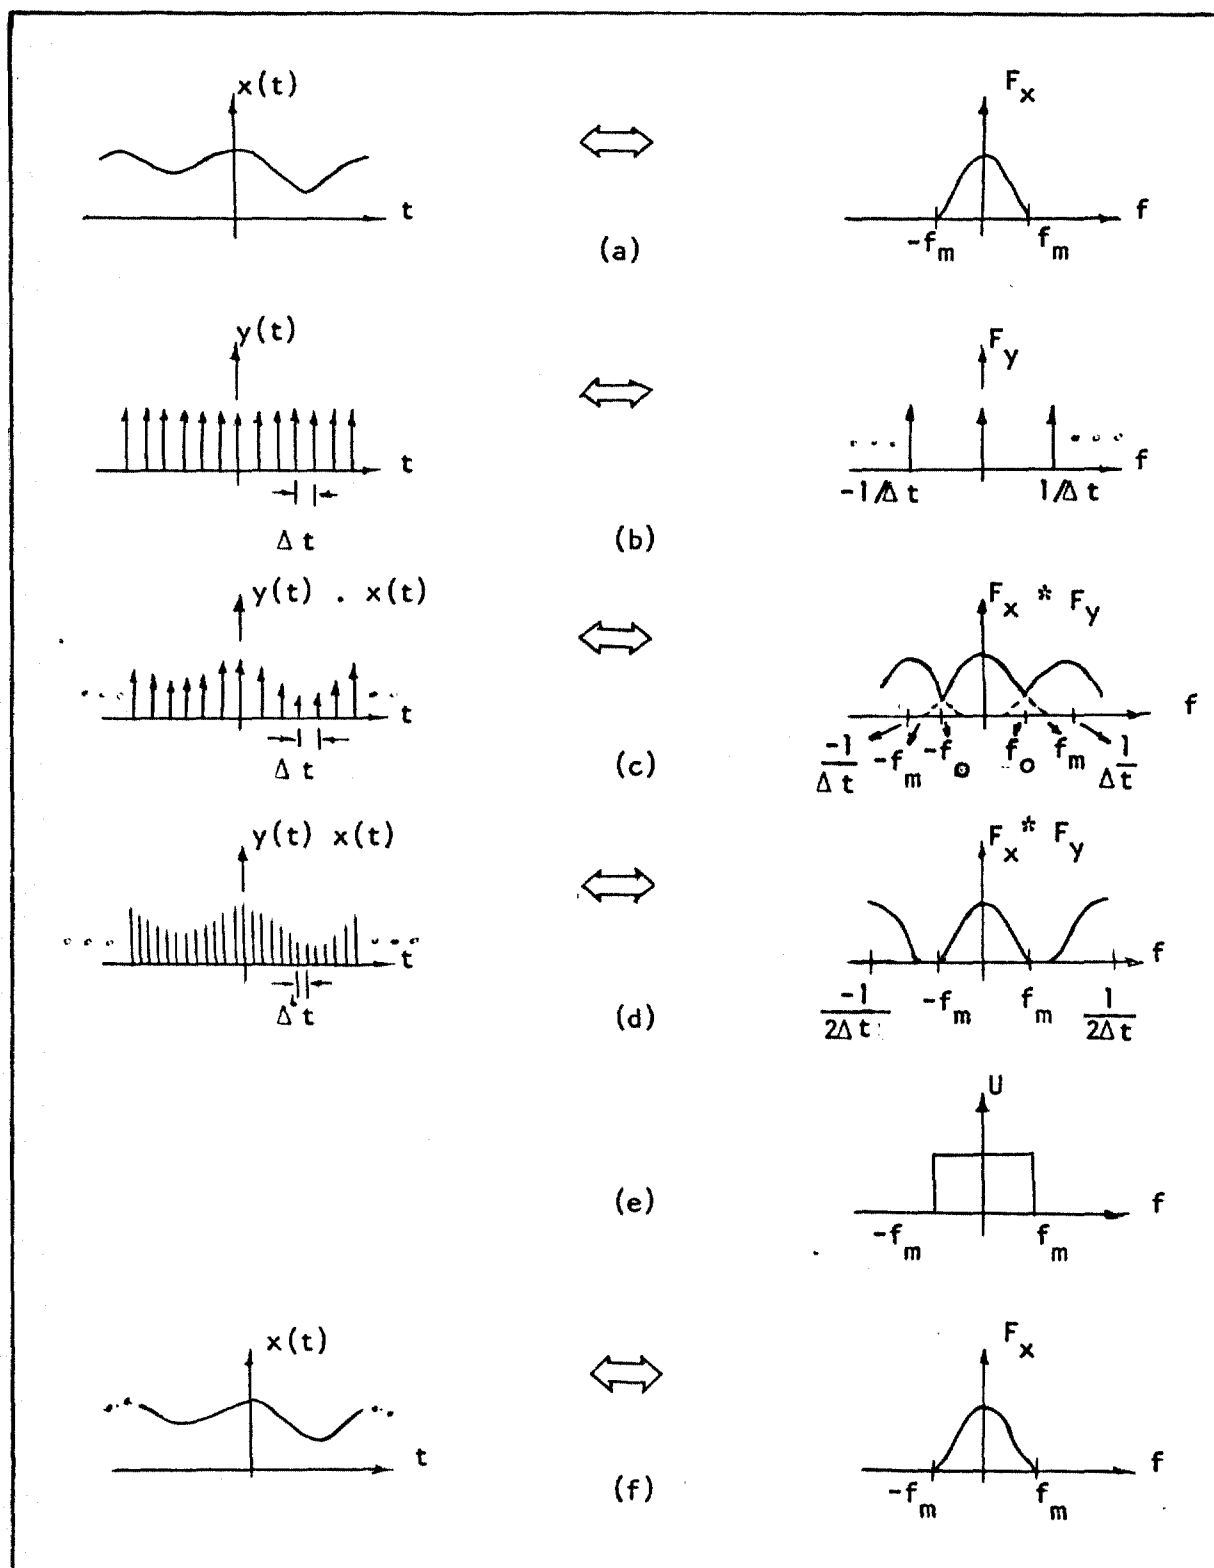 x(t)
F_x
t
f
-f_m f_m
(a)
y(t)
F_y
t
f
-1/Δt 1/Δt
Δt
(b)
y(t) . x(t)
F_x * F_y
t
f
-1/Δt -f_m -f_o f_o f_m 1/Δt
Δt
(c)
y(t) x(t)
F_x * F_y
t
f
-1/2Δt -f_m f_m 1/2Δt
Δ't
(d)
U
f
-f_m f_m
(e)
x(t)
F_x
t
f
-f_m f_m
(f)